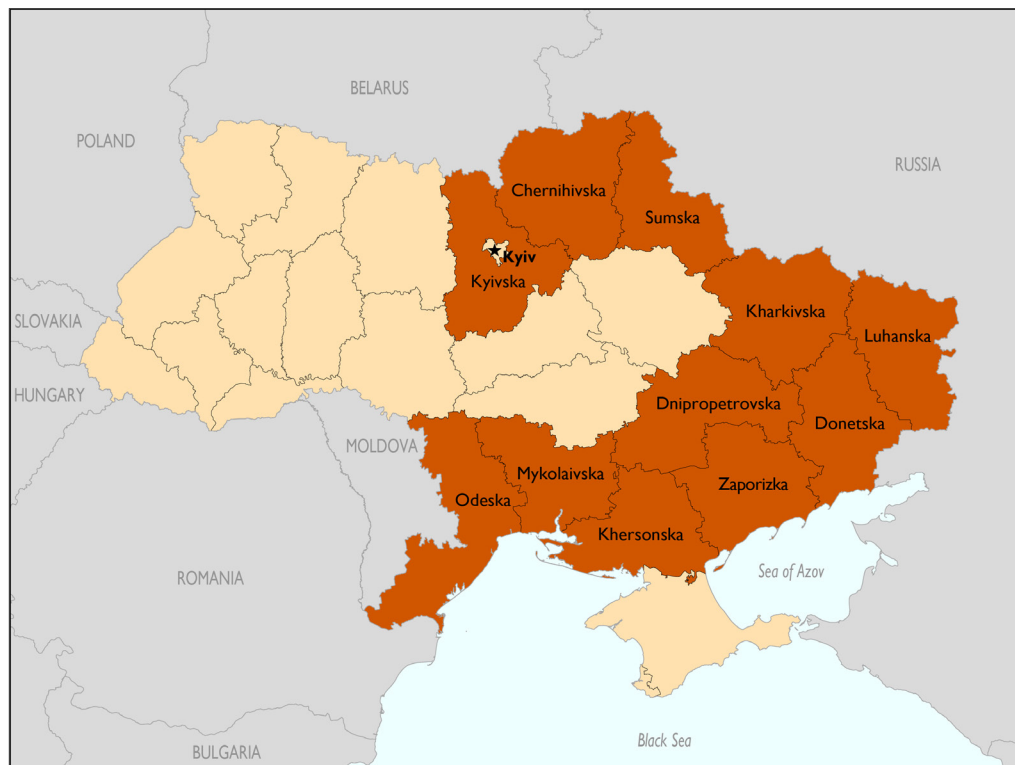 BELARUS
POLAND
RUSSIA
Chernihivska
Sumska
Kyiv
Kyivska
SLOVAKIA
Kharkivska
Luhanska
HUNGARY
Dnipropetrovska
Donetska
MOLDOVA
Mykolaivska
Zaporizka
Odeska
Khersonska
Sea of Azov
ROMANIA
Black Sea
BULGARIA